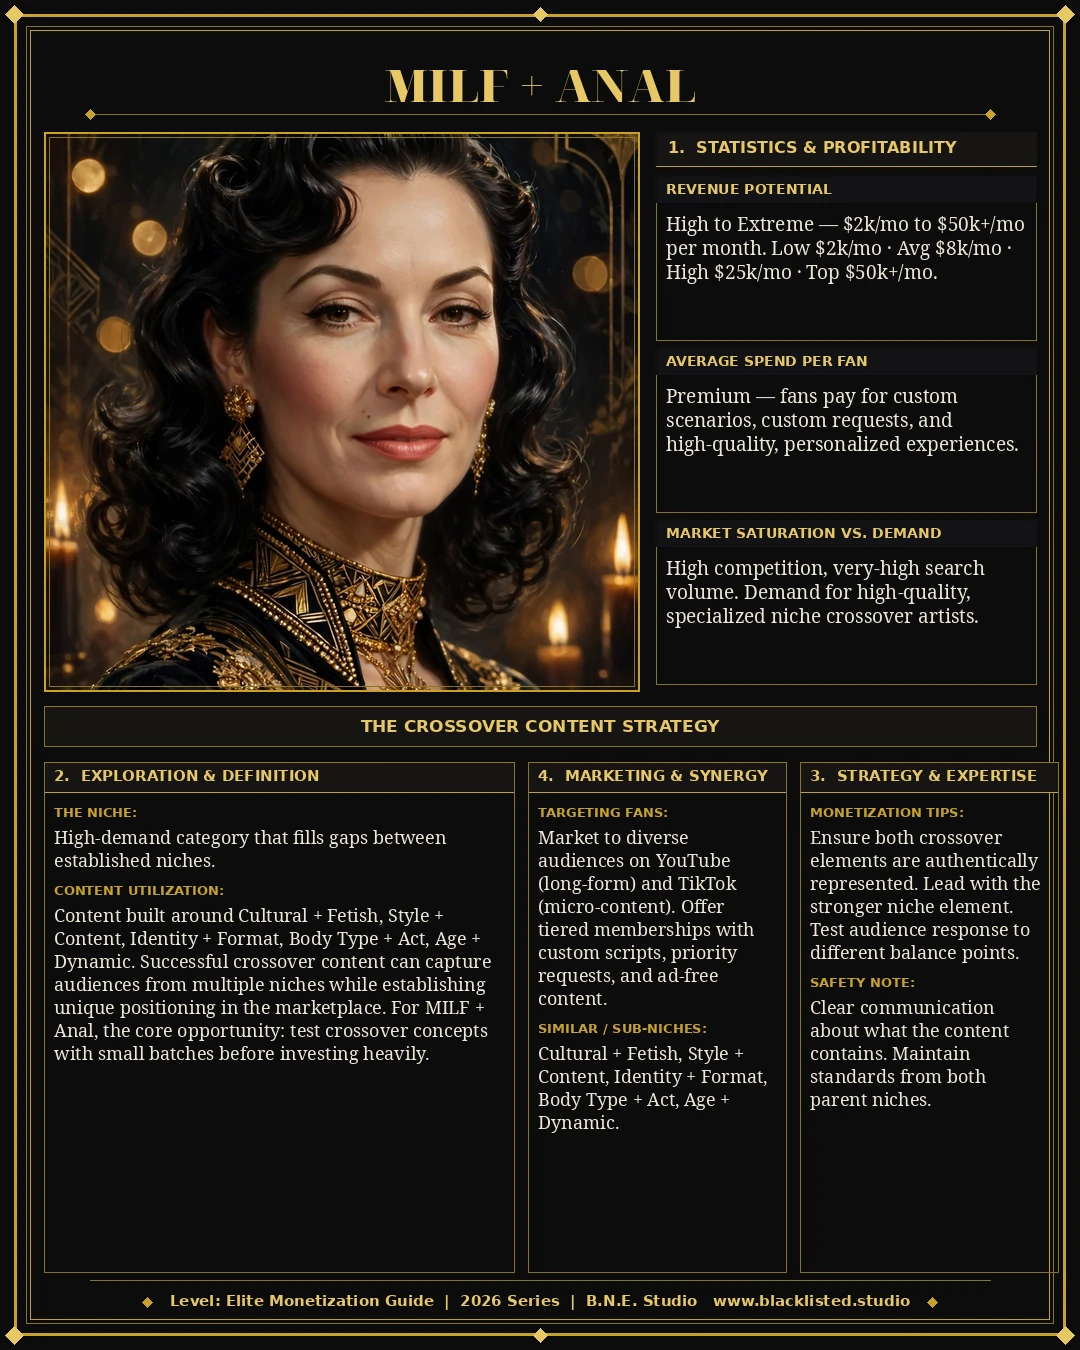 MILF + ANAL
1. STATISTICS & PROFITABILITY
REVENUE POTENTIAL
High to Extreme — $2k/mo to $50k+/mo
per month. Low $2k/mo · Avg $8k/mo ·
High $25k/mo · Top $50k+/mo.
AVERAGE SPEND PER FAN
Premium — fans pay for custom
scenarios, custom requests, and
high-quality, personalized experiences.
MARKET SATURATION VS. DEMAND
High competition, very-high search
volume. Demand for high-quality,
specialized niche crossover artists.
THE CROSSOVER CONTENT STRATEGY
2. EXPLORATION & DEFINITION
THE NICHE:
High-demand category that fills gaps between
established niches.
CONTENT UTILIZATION:
Content built around Cultural + Fetish, Style +
Content, Identity + Format, Body Type + Act, Age +
Dynamic. Successful crossover content can capture
audiences from multiple niches while establishing
unique positioning in the marketplace. For MILF +
Anal, the core opportunity: test crossover concepts
with small batches before investing heavily.
4. MARKETING & SYNERGY
TARGETING FANS:
Market to diverse
audiences on YouTube
(long-form) and TikTok
(micro-content). Offer
tiered memberships with
custom scripts, priority
requests, and ad-free
content.
SIMILAR / SUB-NICHES:
Cultural + Fetish, Style +
Content, Identity + Format,
Body Type + Act, Age +
Dynamic.
3. STRATEGY & EXPERTISE
MONETIZATION TIPS:
Ensure both crossover
elements are authentically
represented. Lead with the
stronger niche element.
Test audience response to
different balance points.
SAFETY NOTE:
Clear communication
about what the content
contains. Maintain
standards from both
parent niches.
Level: Elite Monetization Guide | 2026 Series | B.N.E. Studio www.blacklisted.studio